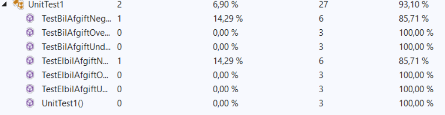 UnitTest1 2 6,90 % 27 93,10 %
TestBilAfgiftNeg... 1 14,29 % 6 85,71 %
TestBilAfgiftOve... 0 0,00 % 3 100,00 %
TestBilAfgiftUnd... 0 0,00 % 3 100,00 %
TestElbilAfgiftN... 1 14,29 % 6 85,71 %
TestElbilAfgiftO... 0 0,00 % 3 100,00 %
TestElbilAfgiftU... 0 0,00 % 3 100,00 %
UnitTest1() 0 0,00 % 3 100,00 %